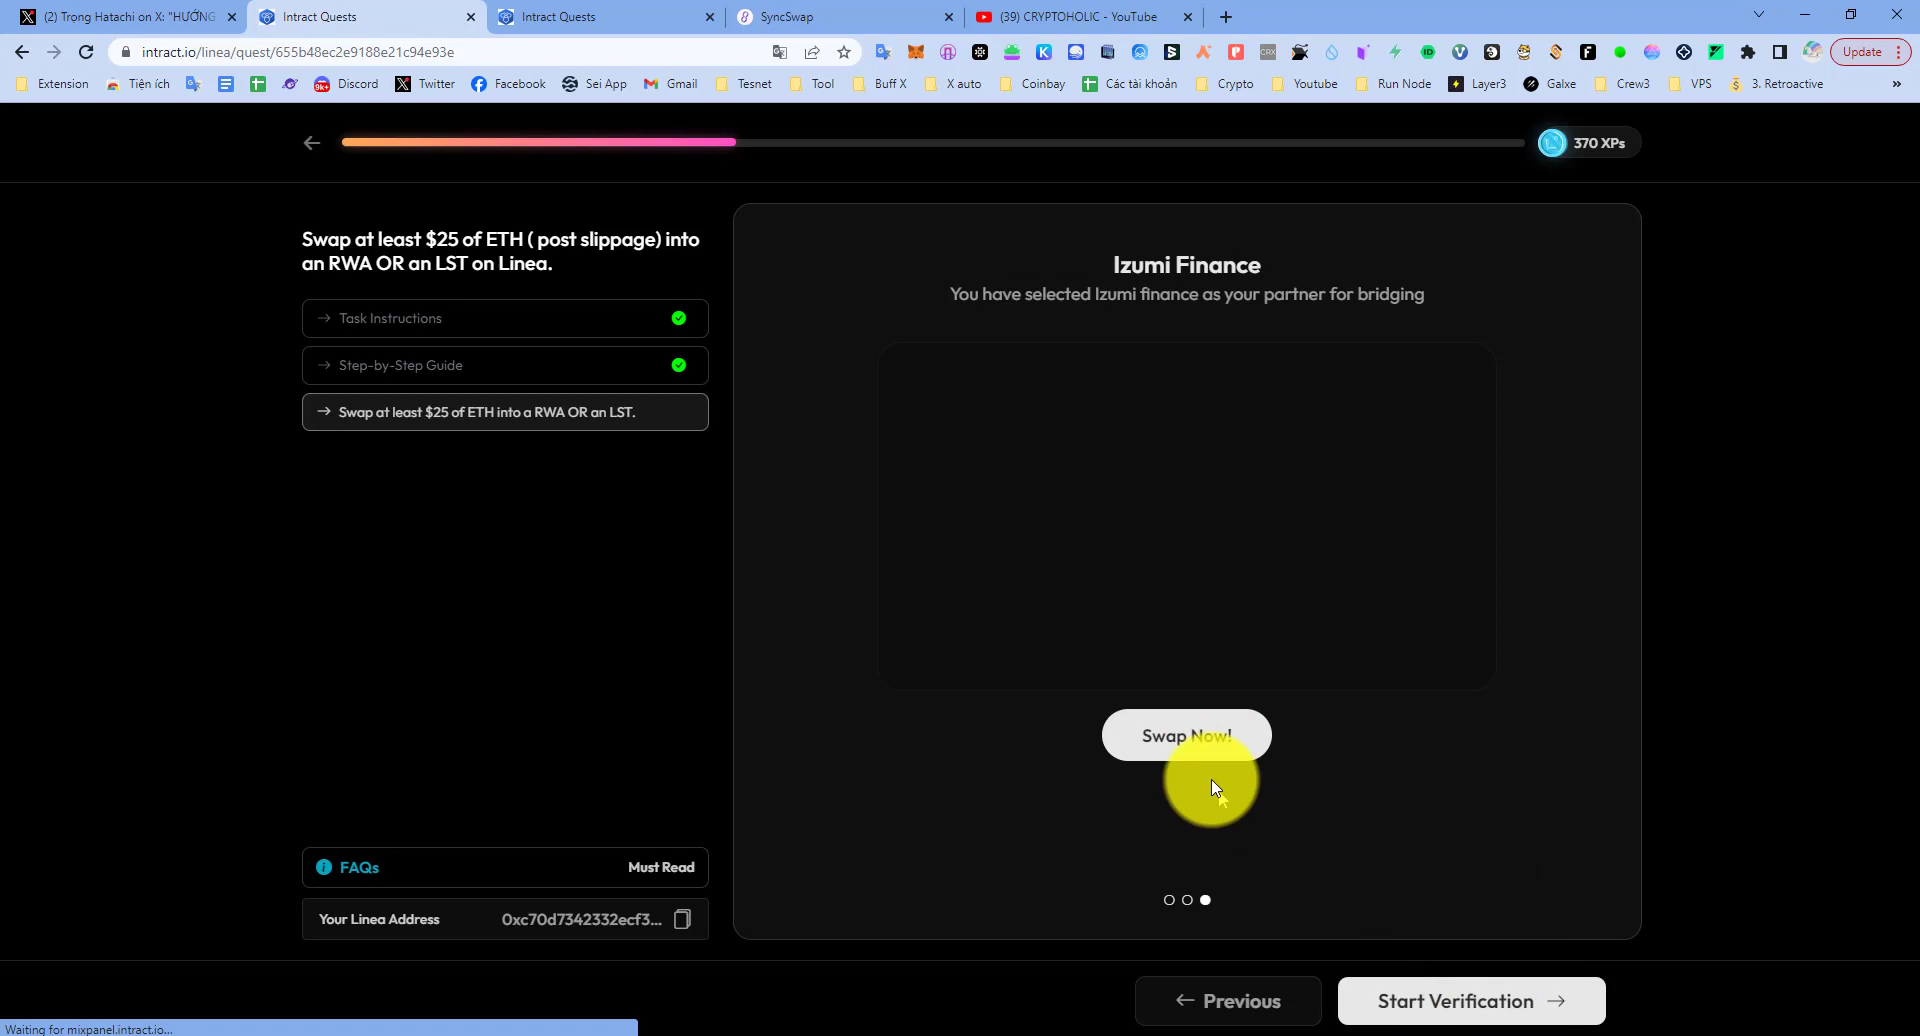 (2) Trọng Hatachi on X: "HƯỚNG
Intract Quests
Intract Quests
SyncSwap
(39) CRYPTOHOLIC - YouTube
intract.io/linea/quest/655b48ec2e9188e21c94e93e
Update
Extension
Tiện ích
9k+
Discord
Twitter
Facebook
Sei App
Gmail
Tesnet
Tool
Buff X
X auto
Coinbay
Các tài khoản
Crypto
Youtube
Run Node
Layer3
Galxe
Crew3
VPS
3. Retroactive
»
370 XPs
Swap at least $25 of ETH ( post slippage) into
an RWA OR an LST on Linea.
Task Instructions
Step-by-Step Guide
Swap at least $25 of ETH into a RWA OR an LST.
Izumi Finance
You have selected Izumi finance as your partner for bridging
Swap Now!
FAQs
Must Read
Your Linea Address
0xc70d7342332ecf3...
Previous
Start Verification
Waiting for mixpanel.intract.io...